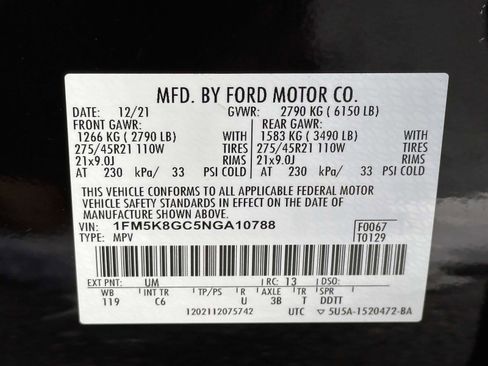 MFD. BY FORD MOTOR CO.
DATE: 12/21 GVWR: 2790 KG ( 6150 LB)
FRONT GAWR: REAR GAWR:
1266 KG ( 2790 LB) WITH 1583 KG ( 3490 LB) WITH
275/45R21 110W TIRES 275/45R21 110W TIRES
21x9.0J RIMS 21x9.0J RIMS
AT 230 kPa/ 33 PSI COLD AT 230 kPa/ 33 PSI COLD
THIS VEHICLE CONFORMS TO ALL APPLICABLE FEDERAL MOTOR
VEHICLE SAFETY STANDARDS IN EFFECT ON THE DATE OF
MANUFACTURE SHOWN ABOVE.
VIN: 1FM5K8GC5NGA10788 F0067
TYPE: MPV T0129
EXT PNT: UM RC: 13 DSO:
WB INT TR TP/PS R AXLE TR SPR
119 C6 U 3B T DDTT
1202112075742 UTC ▽ 5U5A-1520472-BA